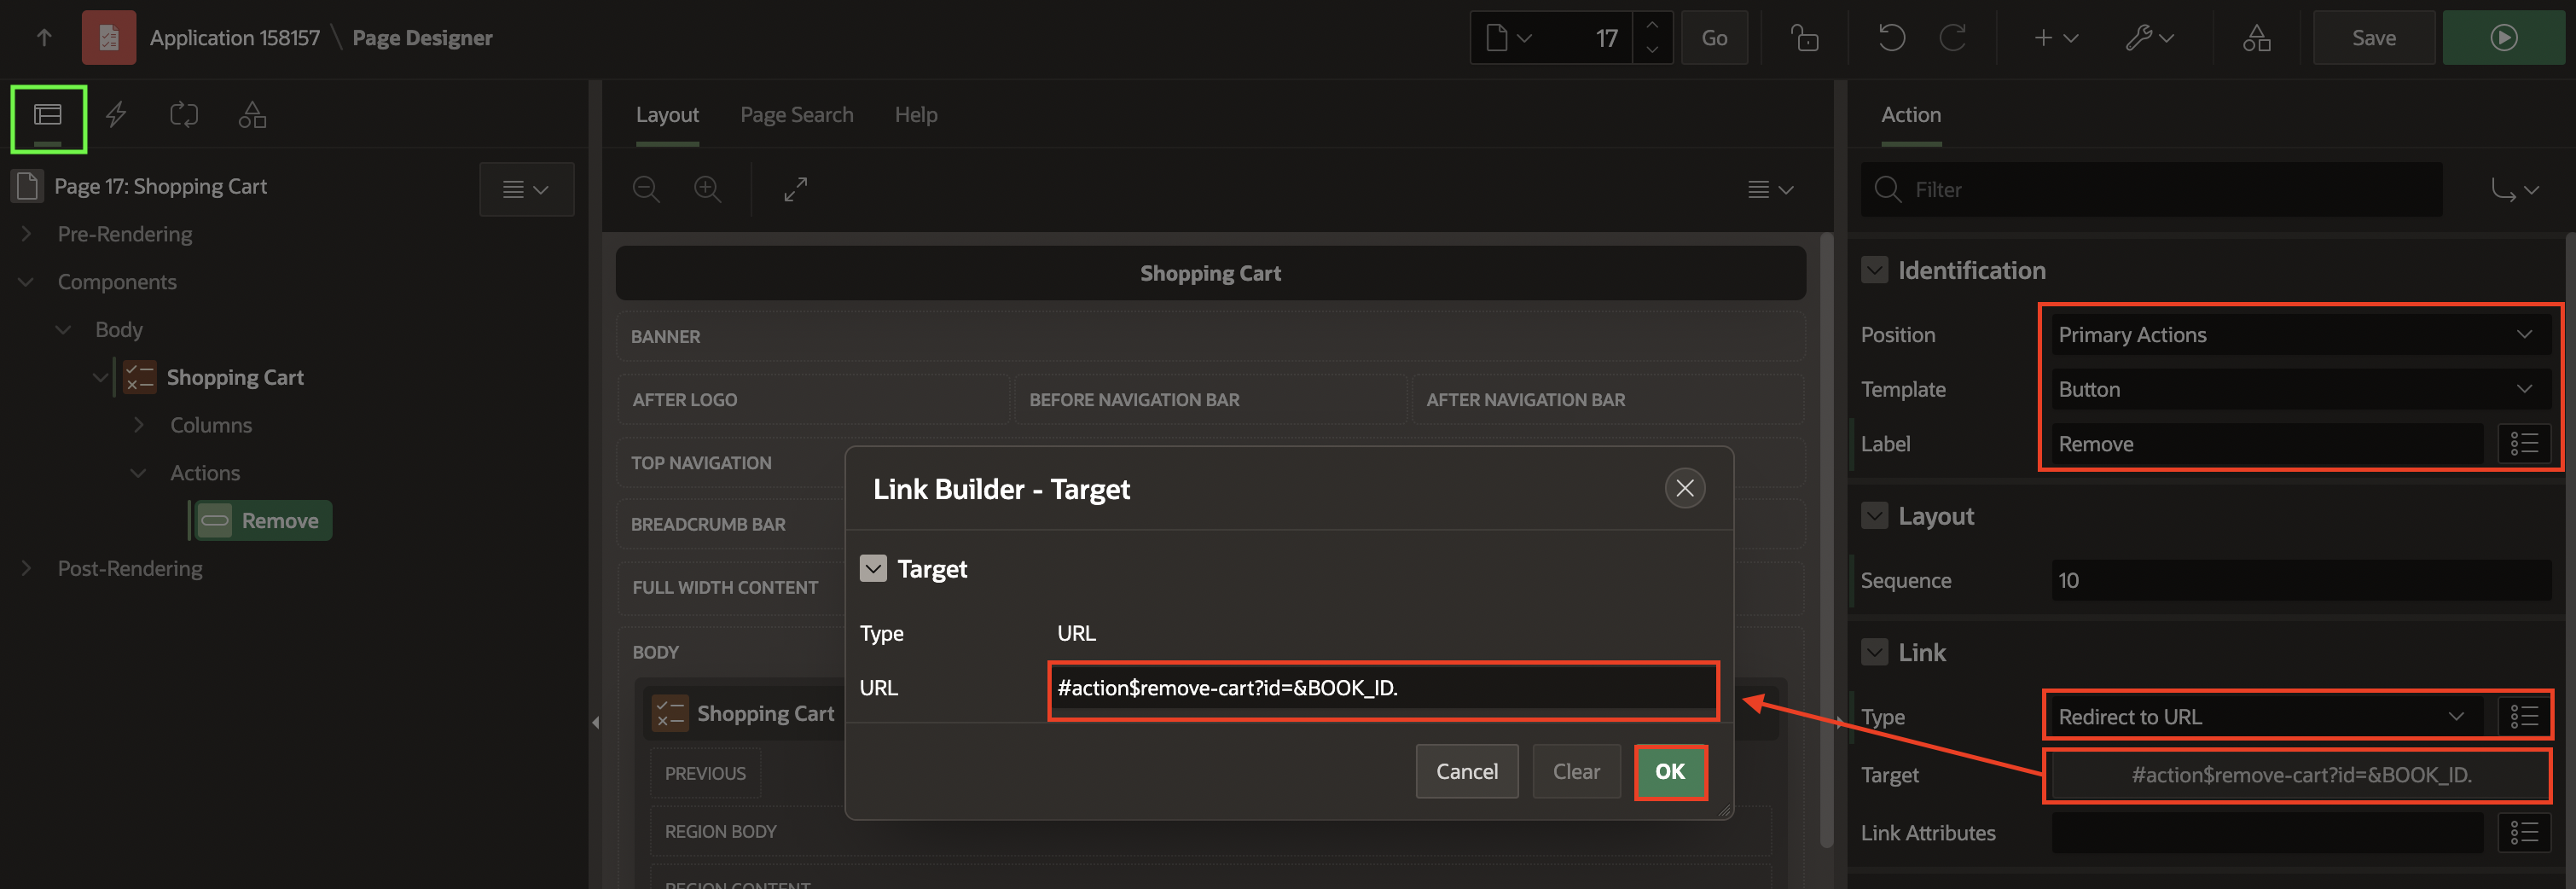 Application 158157 \ Page Designer
17
Go
Save
Layout
Page Search
Help
Action
Page 17: Shopping Cart
Pre-Rendering
Components
Body
Shopping Cart
Columns
Actions
Remove
Post-Rendering
Shopping Cart
BANNER
AFTER LOGO
BEFORE NAVIGATION BAR
AFTER NAVIGATION BAR
TOP NAVIGATION
BREADCRUMB BAR
FULL WIDTH CONTENT
BODY
Shopping Cart
PREVIOUS
REGION BODY
REGION CONTENT
Link Builder - Target
Target
Type
URL
URL
#action$remove-cart?id=&BOOK_ID.
Cancel
Clear
OK
Filter
Identification
Position
Primary Actions
Template
Button
Label
Remove
Layout
Sequence
10
Link
Type
Redirect to URL
Target
#action$remove-cart?id=&BOOK_ID.
Link Attributes